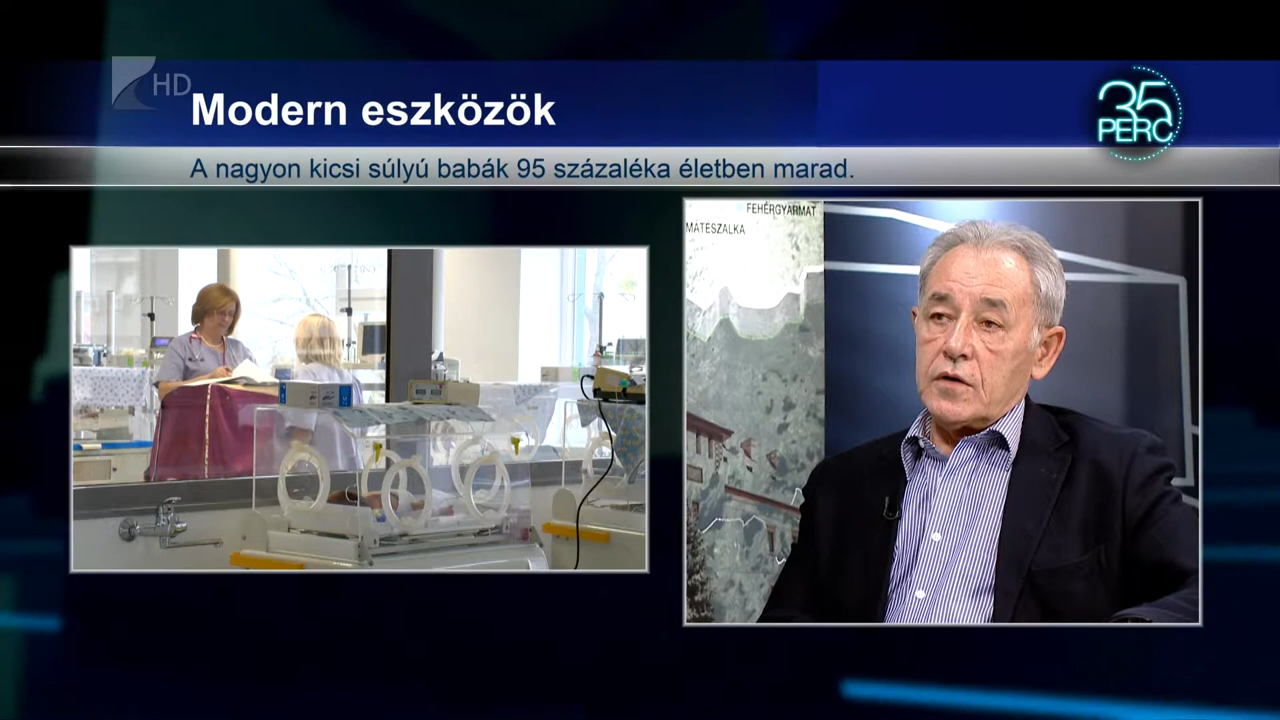 HD
Modern eszközök
35
PERC
A nagyon kicsi súlyú babák 95 százaléka életben marad.
FEHÉRGYARMAT
MÁTESZALKA